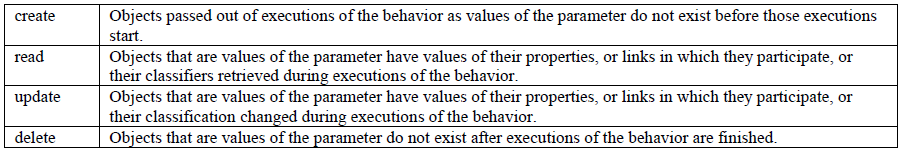 create Objects passed out of executions of the behavior as values of the parameter do not exist before those executions
start.
read Objects that are values of the parameter have values of their properties, or links in which they participate, or
their classifiers retrieved during executions of the behavior.
update Objects that are values of the parameter have values of their properties, or links in which they participate, or
their classification changed during executions of the behavior.
delete Objects that are values of the parameter do not exist after executions of the behavior are finished.